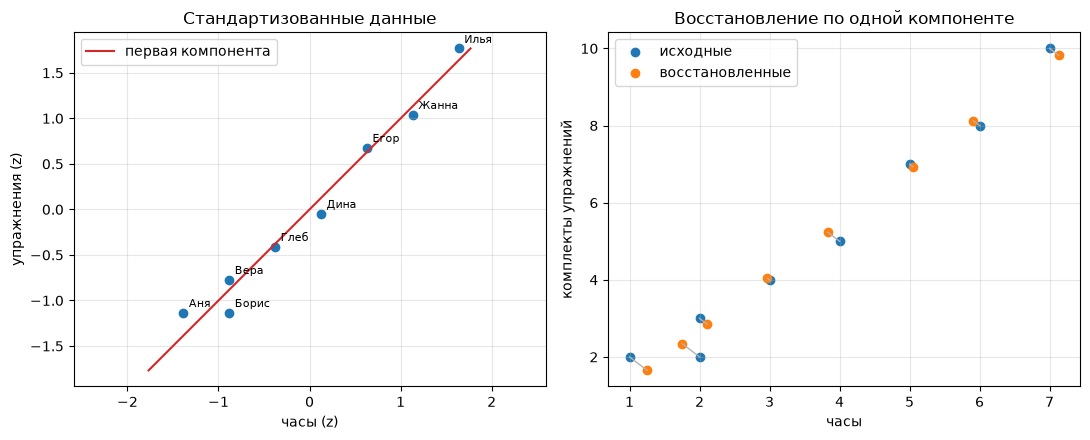 Стандартизованные данные
первая компонента
Илья
Жанна
Егор
Дина
Глеб
Вера
Аня
Борис
1.5
1.0
0.5
0.0
−0.5
−1.0
−1.5
−2
−1
0
1
2
упражнения (z)
часы (z)
Восстановление по одной компоненте
исходные
восстановленные
10
8
6
4
2
1
2
3
4
5
6
7
комплекты упражнений
часы